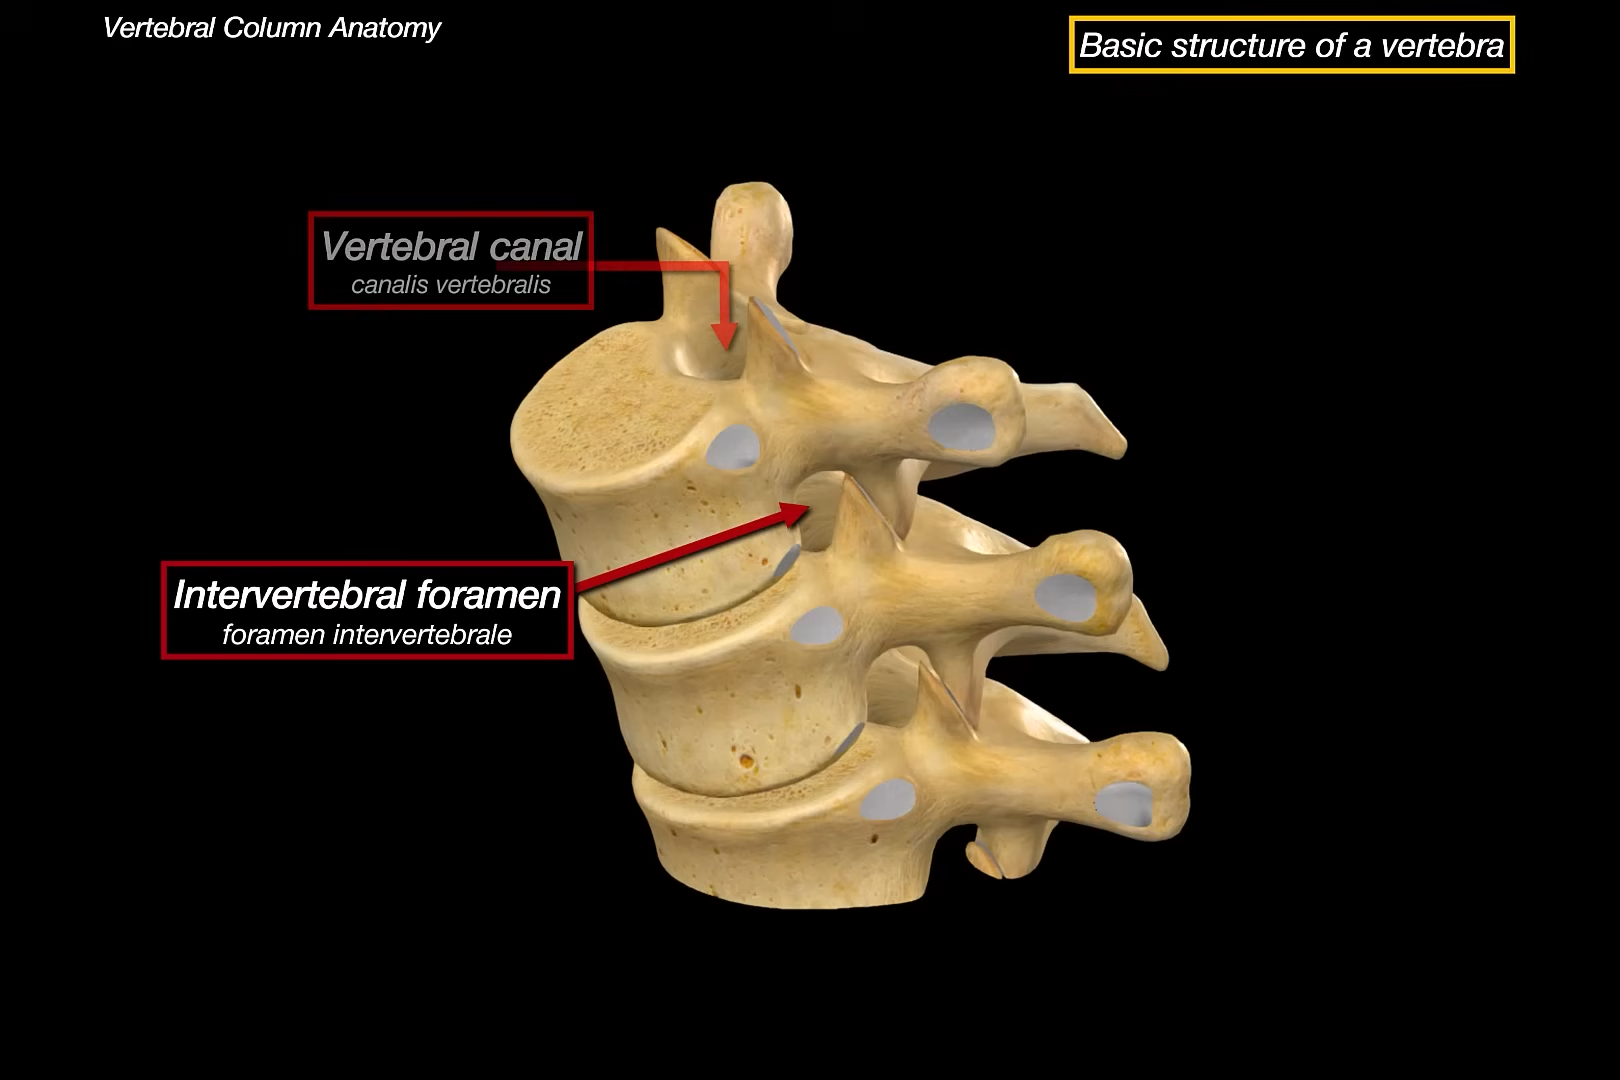 Vertebral Column Anatomy
Basic structure of a vertebra
Vertebral canal
canalis vertebralis
Intervertebral foramen
foramen intervertebrale